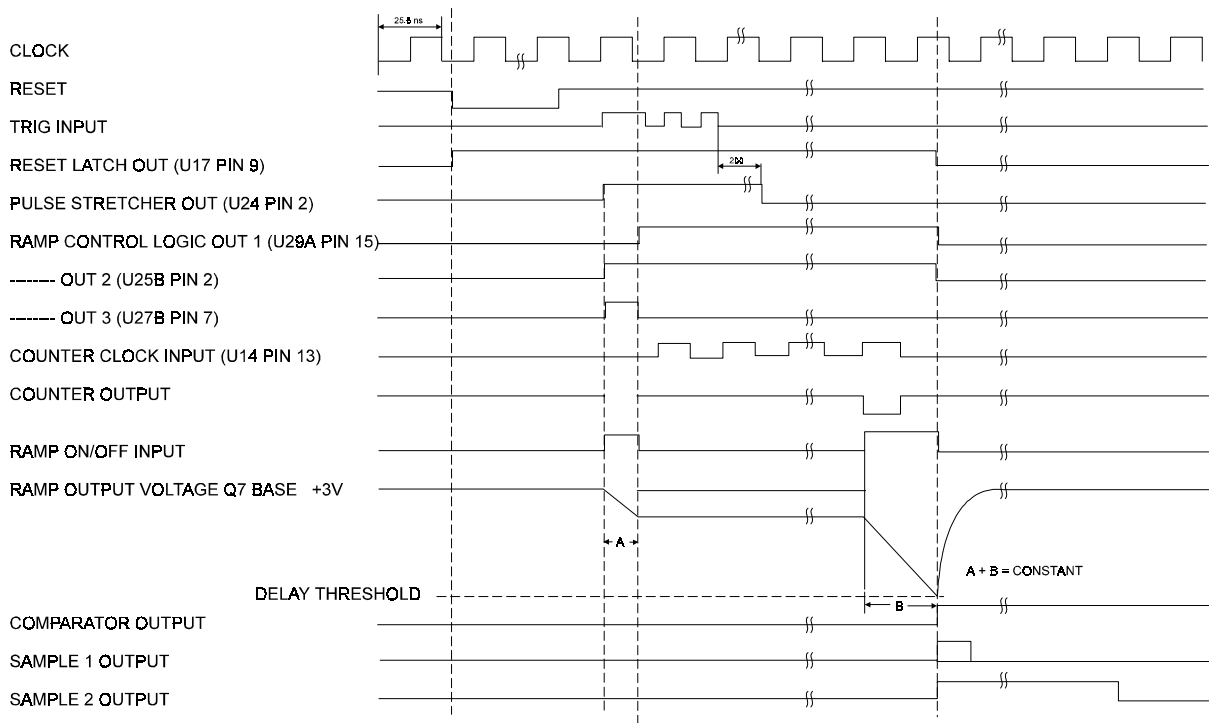 25.6 ns
CLOCK
RESET
TRIG INPUT
RESET LATCH OUT (U17 PIN 9)
PULSE STRETCHER OUT (U24 PIN 2)
RAMP CONTROL LOGIC OUT 1 (U29A PIN 15)
-------- OUT 2 (U25B PIN 2)
-------- OUT 3 (U27B PIN 7)
COUNTER CLOCK INPUT (U14 PIN 13)
COUNTER OUTPUT
RAMP ON/OFF INPUT
RAMP OUTPUT VOLTAGE Q7 BASE +3V
A
A + B = CONSTANT
DELAY THRESHOLD
B
COMPARATOR OUTPUT
SAMPLE 1 OUTPUT
SAMPLE 2 OUTPUT